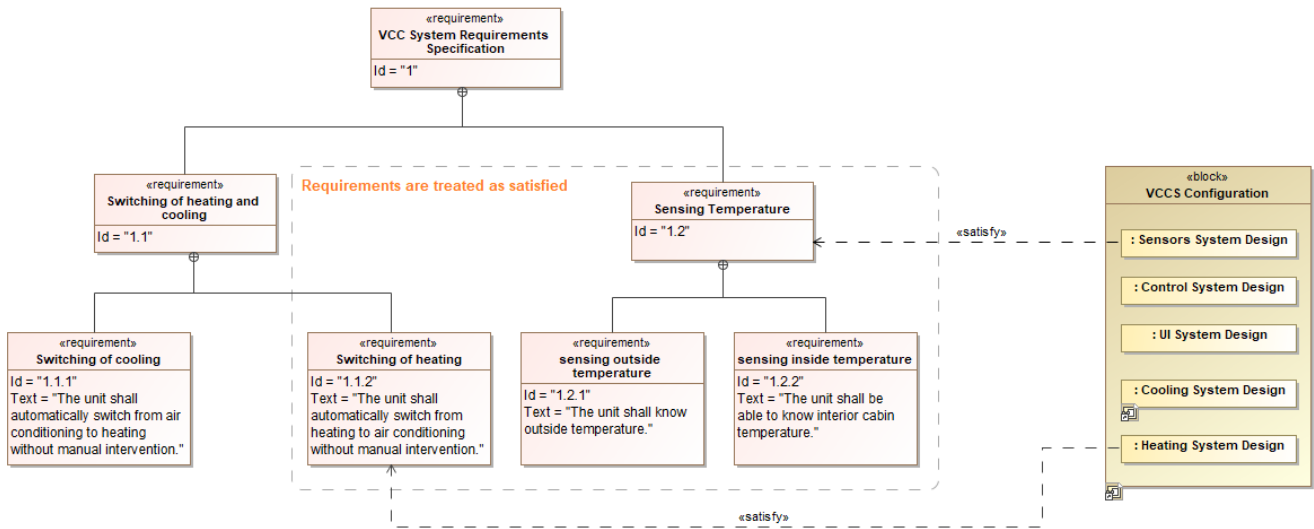 «requirement»
VCC System Requirements
Specification
Id = "1"
Requirements are treated as satisfied
«requirement»
Switching of heating and
cooling
Id = "1.1"
«requirement»
Sensing Temperature
Id = "1.2"
«satisfy»
«block»
VCCS Configuration
: Sensors System Design
: Control System Design
: UI System Design
: Cooling System Design
: Heating System Design
«requirement»
Switching of cooling
Id = "1.1.1"
Text = "The unit shall
automatically switch from air
conditioning to heating
without manual intervention."
«requirement»
Switching of heating
Id = "1.1.2"
Text = "The unit shall
automatically switch from
heating to air conditioning
without manual intervention."
«requirement»
sensing outside
temperature
Id = "1.2.1"
Text = "The unit shall know
outside temperature."
«requirement»
sensing inside temperature
Id = "1.2.2"
Text = "The unit shall be
able to know interior cabin
temperature."
«satisfy»